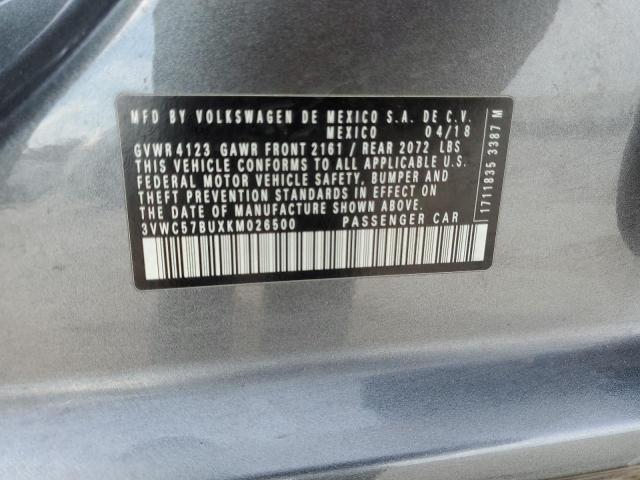 MFD BY VOLKSWAGEN DE MEXICO S.A. DE C.V.
MEXICO 04/18
GVWR 4123 GAWR FRONT 2161 / REAR 2072 LBS
THIS VEHICLE CONFORMS TO ALL APPLICABLE U.S.
FEDERAL MOTOR VEHICLE SAFETY, BUMPER AND
THEFT PREVENTION STANDARDS IN EFFECT ON
THE DATE OF MANUFACTURE SHOWN ABOVE.
3VWC57BUXKM026500 PASSENGER CAR
1711835 3387 M